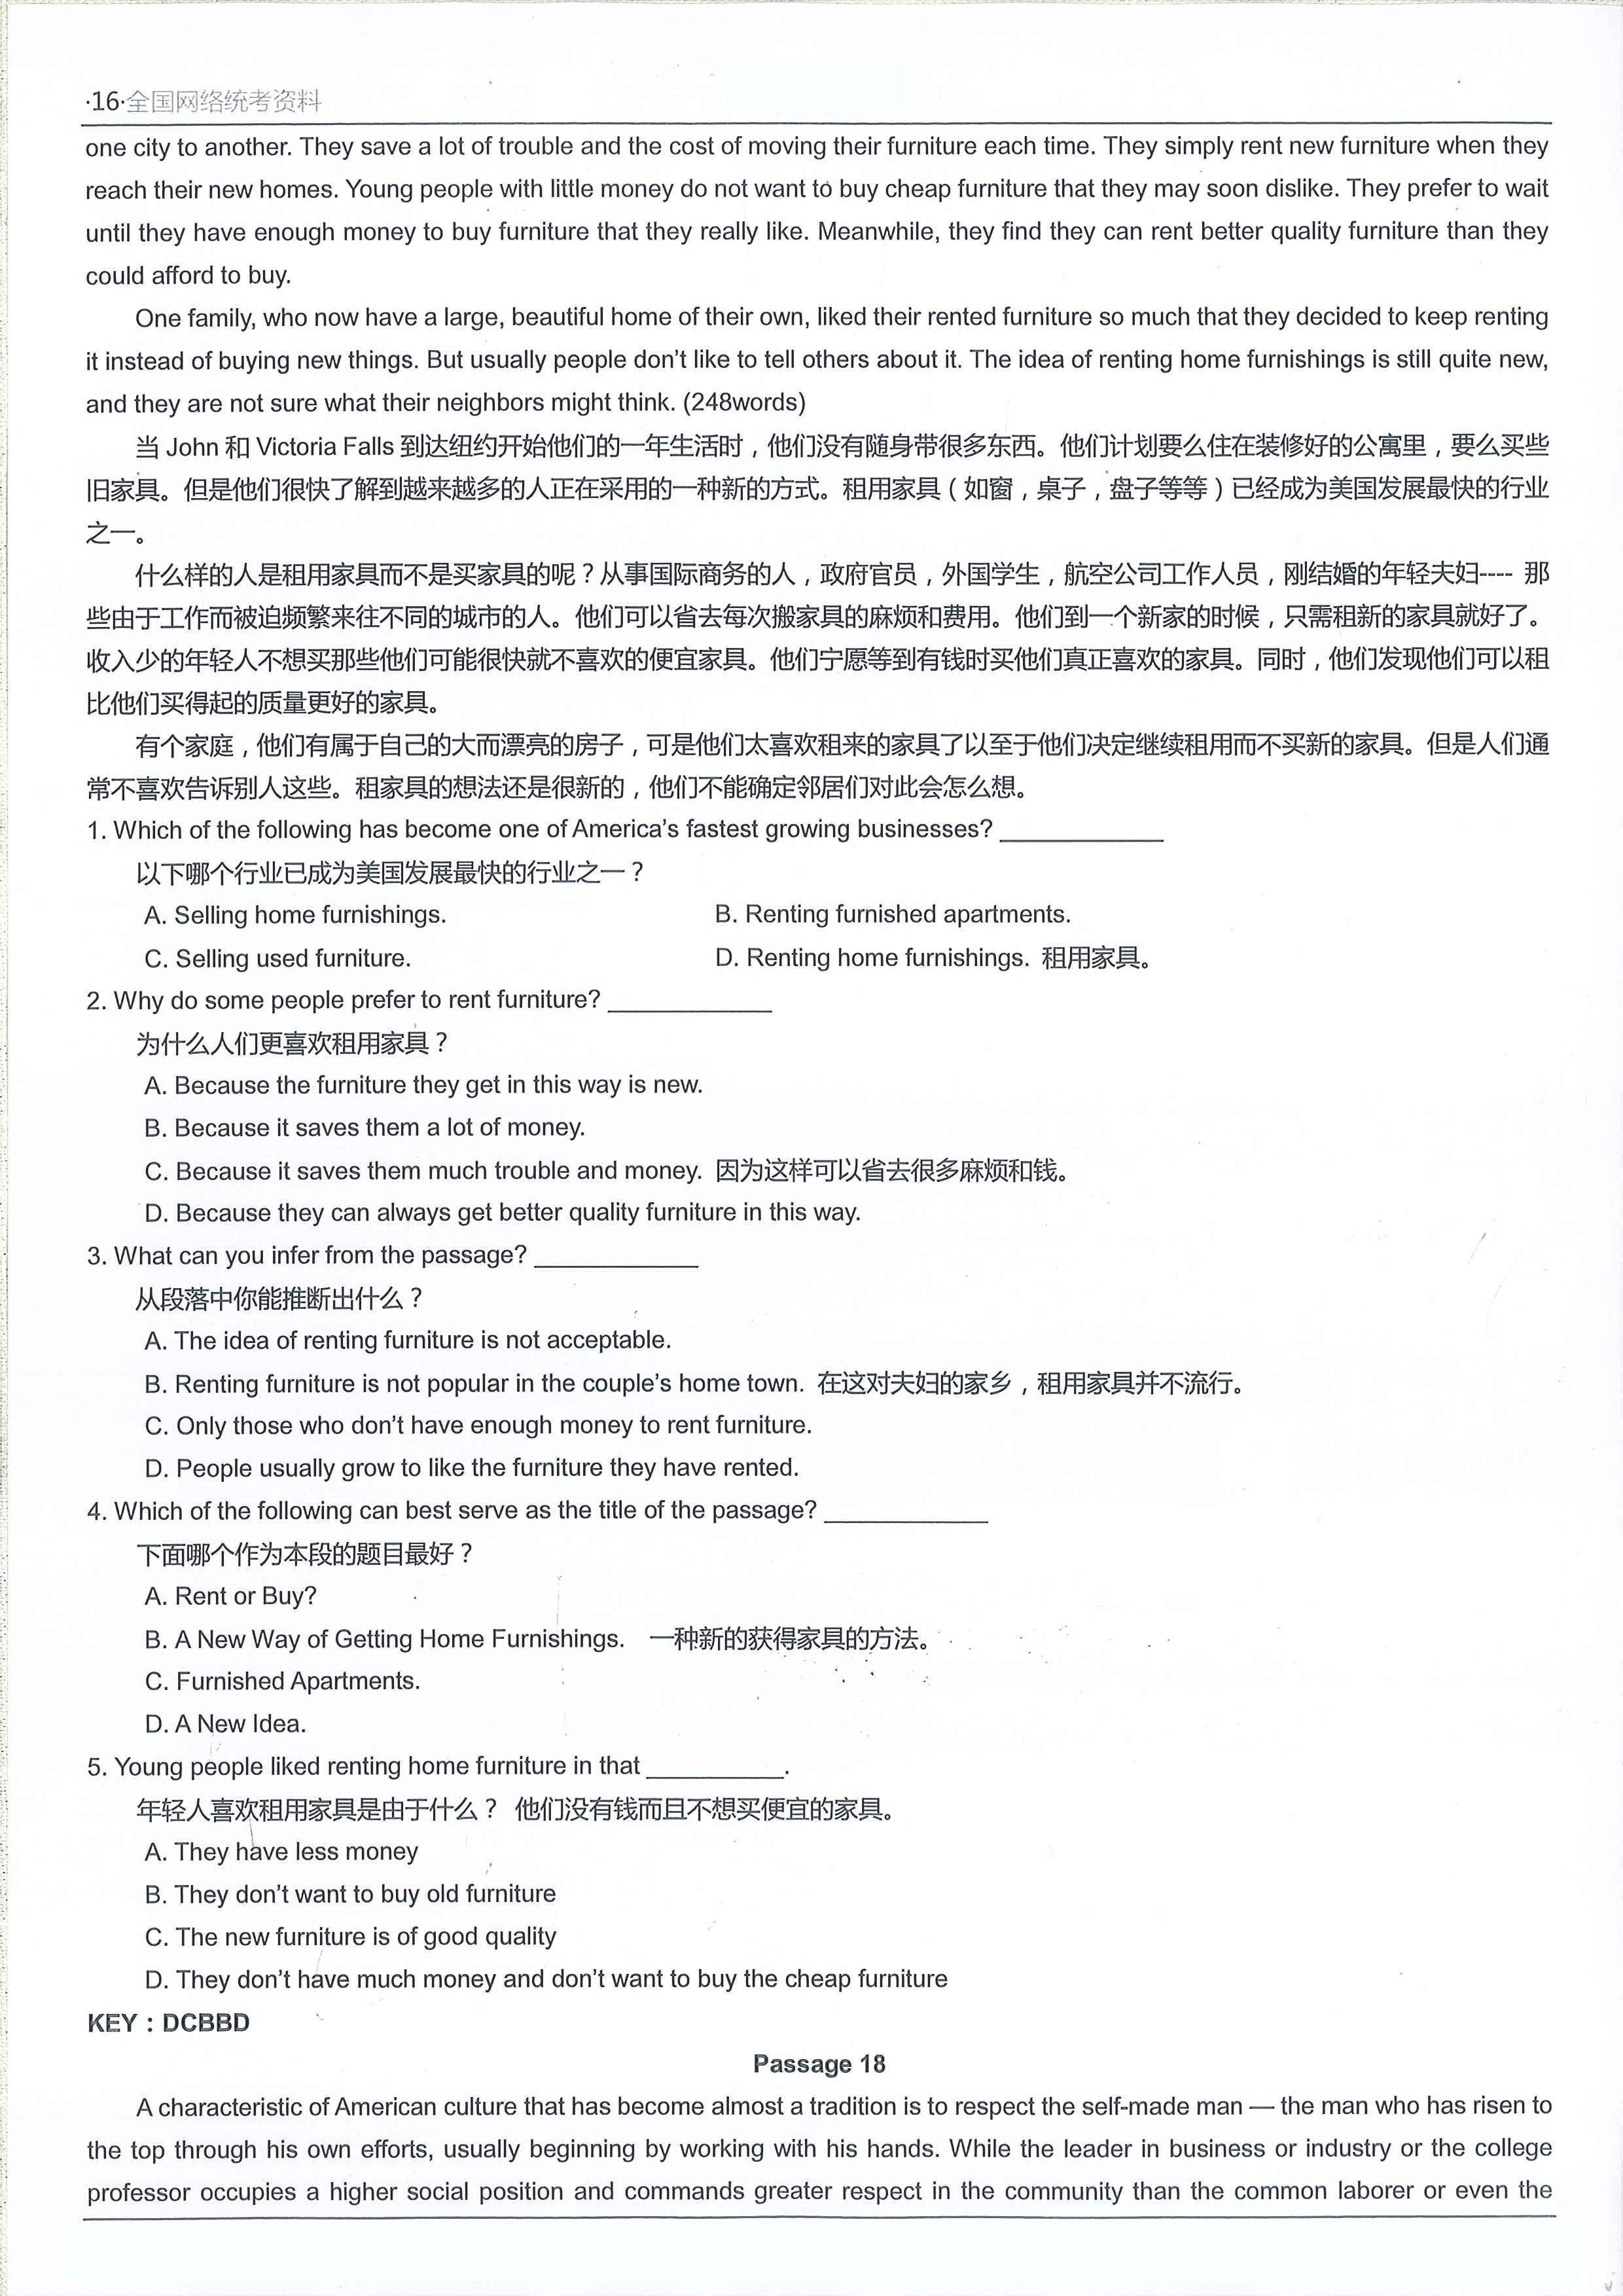 ·16·全国网络统考资料
one city to another. They save a lot of trouble and the cost of moving their furniture each time. They simply rent new furniture when they
reach their new homes. Young people with little money do not want to buy cheap furniture that they may soon dislike. They prefer to wait
until they have enough money to buy furniture that they really like. Meanwhile, they find they can rent better quality furniture than they
could afford to buy.
One family, who now have a large, beautiful home of their own, liked their rented furniture so much that they decided to keep renting
it instead of buying new things. But usually people don't like to tell others about it. The idea of renting home furnishings is still quite new,
and they are not sure what their neighbors might think. (248words)
当 John 和 Victoria Falls 到达纽约开始他们的一年生活时，他们没有随身带很多东西。他们计划要么住在装修好的公寓里，要么买些
旧家具。但是他们很快了解到越来越多的人正在采用的一种新的方式。租用家具（如窗，桌子，盘子等等）已经成为美国发展最快的行业
之一。
什么样的人是租用家具而不是买家具的呢？从事国际商务的人，政府官员，外国学生，航空公司工作人员，刚结婚的年轻夫妇---- 那
些由于工作而被迫频繁来往不同的城市的人。他们可以省去每次搬家具的麻烦和费用。他们到一个新家的时候，只需租新的家具就好了。
收入少的年轻人不想买那些他们可能很快就不喜欢的便宜家具。他们宁愿等到有钱时买他们真正喜欢的家具。同时，他们发现他们可以租
比他们买得起的质量更好的家具。
有个家庭，他们有属于自己的大而漂亮的房子，可是他们太喜欢租来的家具了以至于他们决定继续租用而不买新的家具。但是人们通
常不喜欢告诉别人这些。租家具的想法还是很新的，他们不能确定邻居们对此会怎么想。
1. Which of the following has become one of America's fastest growing businesses? ____________
以下哪个行业已成为美国发展最快的行业之一？
A. Selling home furnishings. B. Renting furnished apartments.
C. Selling used furniture. D. Renting home furnishings. 租用家具。
2. Why do some people prefer to rent furniture? ____________
为什么人们更喜欢租用家具？
A. Because the furniture they get in this way is new.
B. Because it saves them a lot of money.
C. Because it saves them much trouble and money. 因为这样可以省去很多麻烦和钱。
D. Because they can always get better quality furniture in this way.
3. What can you infer from the passage? ____________
从段落中你能推断出什么？
A. The idea of renting furniture is not acceptable.
B. Renting furniture is not popular in the couple's home town. 在这对夫妇的家乡，租用家具并不流行。
C. Only those who don't have enough money to rent furniture.
D. People usually grow to like the furniture they have rented.
4. Which of the following can best serve as the title of the passage? ____________
下面哪个作为本段的题目最好？
A. Rent or Buy?
B. A New Way of Getting Home Furnishings. 一种新的获得家具的方法。
C. Furnished Apartments.
D. A New Idea.
5. Young people liked renting home furniture in that __________.
年轻人喜欢租用家具是由于什么？ 他们没有钱而且不想买便宜的家具。
A. They have less money
B. They don't want to buy old furniture
C. The new furniture is of good quality
D. They don't have much money and don't want to buy the cheap furniture
KEY：DCBBD
Passage 18
A characteristic of American culture that has become almost a tradition is to respect the self-made man — the man who has risen to
the top through his own efforts, usually beginning by working with his hands. While the leader in business or industry or the college
professor occupies a higher social position and commands greater respect in the community than the common laborer or even the